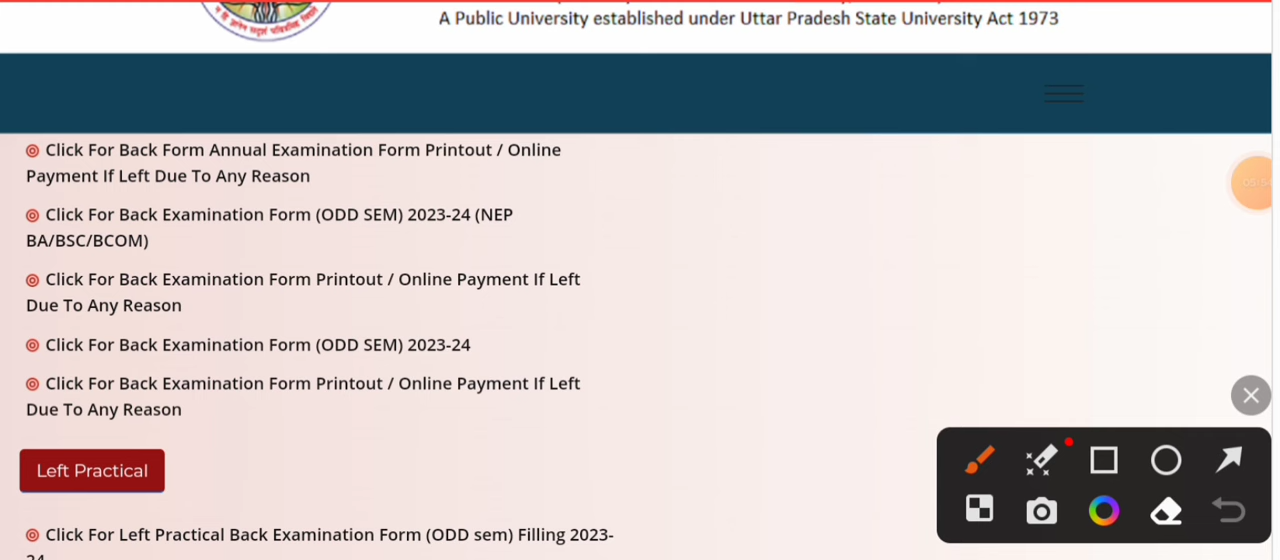 A Public University established under Uttar Pradesh State University Act 1973
Click For Back Form Annual Examination Form Printout / Online
Payment If Left Due To Any Reason
Click For Back Examination Form (ODD SEM) 2023-24 (NEP
BA/BSC/BCOM)
Click For Back Examination Form Printout / Online Payment If Left
Due To Any Reason
Click For Back Examination Form (ODD SEM) 2023-24
Click For Back Examination Form Printout / Online Payment If Left
Due To Any Reason
Left Practical
Click For Left Practical Back Examination Form (ODD sem) Filling 2023-
24